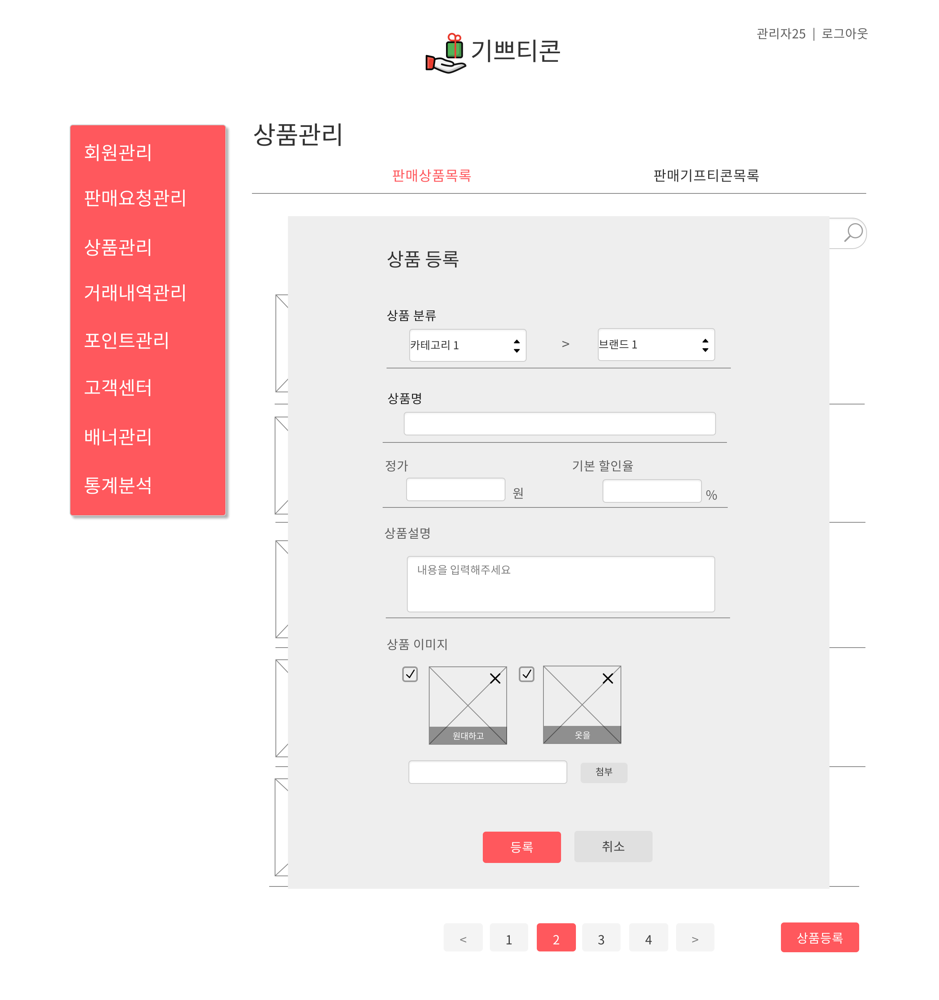 관리자25 | 로그아웃
기쁘티콘
회원관리
판매요청관리
상품관리
거래내역관리
포인트관리
고객센터
배너관리
통계분석
상품관리
판매상품목록
판매기프티콘목록
상품 등록
상품 분류
카테고리 1
>
브랜드 1
상품명
정가
기본 할인율
원
%
상품설명
내용을 입력해주세요
상품 이미지
원대하고
옷을
첨부
등록
취소
< 1 2 3 4 >
상품등록